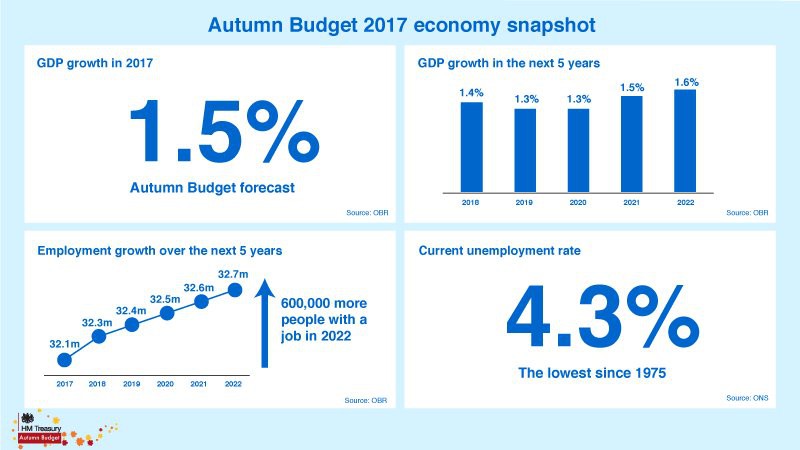 Autumn Budget 2017 economy snapshot
GDP growth in 2017
1.5%
Autumn Budget forecast
Source: OBR
GDP growth in the next 5 years
1.4%
1.3%
1.3%
1.5%
1.6%
2018
2019
2020
2021
2022
Source: OBR
Employment growth over the next 5 years
32.1m
32.3m
32.4m
32.5m
32.6m
32.7m
600,000 more
people with a
job in 2022
2017
2018
2019
2020
2021
2022
Source: OBR
Current unemployment rate
4.3%
The lowest since 1975
Source: ONS
HM Treasury
Autumn Budget